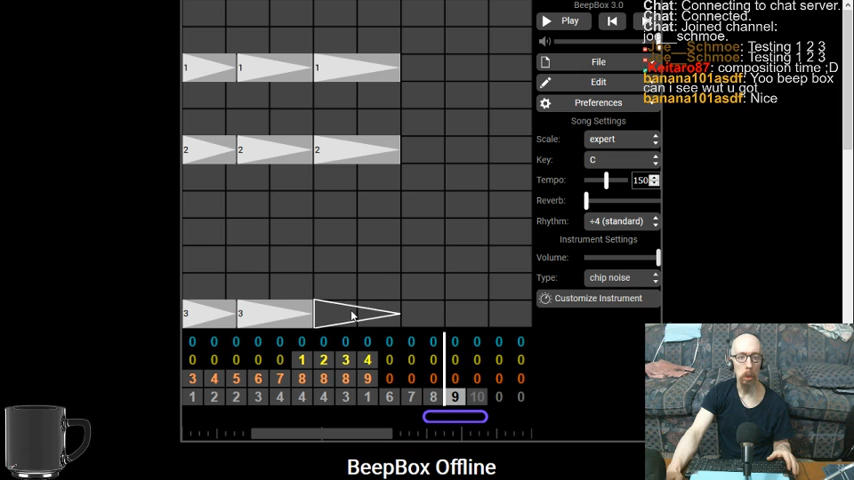 BeepBox 3.0
Play
File
Edit
Preferences
Song Settings
Scale: expert
Key: C
Tempo: 150
Reverb:
Rhythm: ÷4 (standard)
Instrument Settings
Volume:
Type: chip noise
Customize Instrument
Chat: Connecting to chat server.
Chat: Connected.
Chat: Joined channel:
joe__schmoe.
Joe__Schmoe: Testing 1 2 3
Joe__Schmoe: Testing 1 2 3
Keitaro87: composition time ;D
banana101asdf: Yoo beep box
can i see wut u got
banana101asdf: Nice
1 1 1
2 2 2
3 3
0 0 0 0 0 0 0 0 0 0 0 0 0 0 0 0
0 0 0 0 0 1 2 3 4 0 0 0 0 0 0 0
3 4 5 6 7 8 8 8 9 0 0 0 0 0 0 0
1 2 2 3 4 4 4 3 1 6 7 8 9 10 0 0
BeepBox Offline